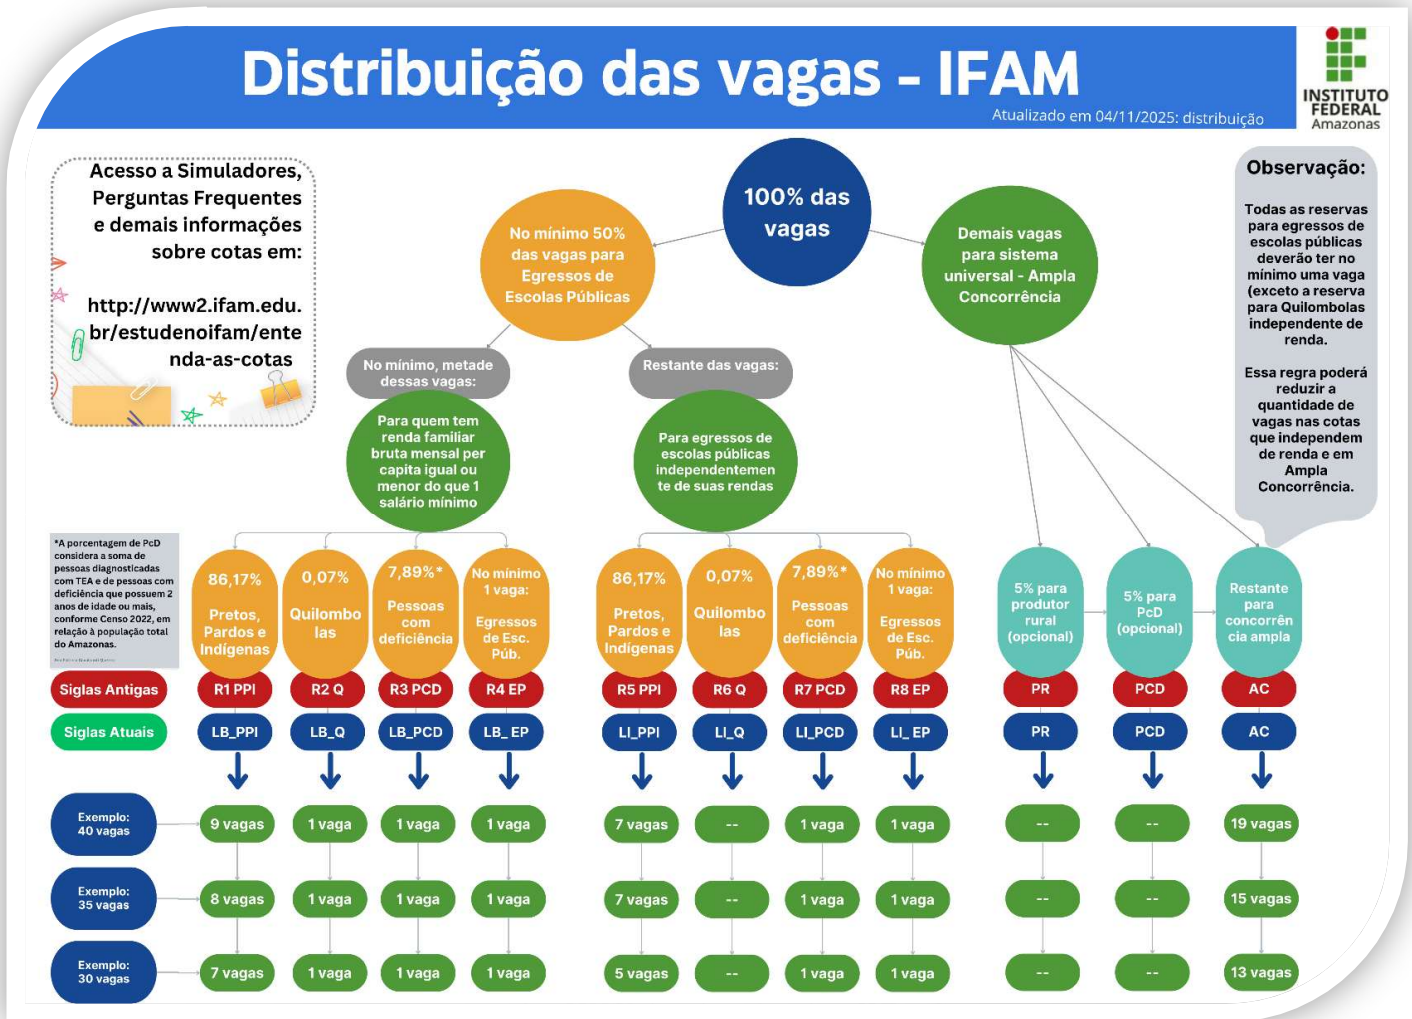 Distribuição das vagas - IFAM
Atualizado em 04/11/2025: distribuição
INSTITUTO
FEDERAL
Amazonas
Acesso a Simuladores,
Perguntas Frequentes
e demais informações
sobre cotas em:
http://www2.ifam.edu.
br/estudenoifam/ente
nda-as-cotas
100% das
vagas
No mínimo 50%
das vagas para
Egressos de
Escolas Públicas
Demais vagas
para sistema
universal - Ampla
Concorrência
Observação:
Todas as reservas
para egressos de
escolas públicas
deverão ter no
mínimo uma vaga
(exceto a reserva
para Quilombolas
independente de
renda.
Essa regra poderá
reduzir a
quantidade de
vagas nas cotas
que independem
de renda e em
Ampla
Concorrência.
No mínimo, metade
dessas vagas:
Restante das vagas:
Para quem tem
renda familiar
bruta mensal per
capita igual ou
menor do que 1
salário mínimo
Para egressos de
escolas públicas
independentemen
te de suas rendas
*A porcentagem de PcD
considera a soma de
pessoas diagnosticadas
com TEA e de pessoas com
deficiência que possuem 2
anos de idade ou mais,
conforme Censo 2022, em
relação à população total
do Amazonas.
86,17%
Pretos,
Pardos e
Indígenas
0,07%
Quilombo
las
7,89%*
Pessoas
com
deficiência
No mínimo
1 vaga:
Egressos
de Esc.
Púb.
86,17%
Pretos,
Pardos e
Indígenas
0,07%
Quilombo
las
7,89%*
Pessoas
com
deficiência
No mínimo
1 vaga:
Egressos
de Esc.
Púb.
5% para
produtor
rural
(opcional)
5% para
PcD
(opcional)
Restante
para
concorrên
cia ampla
Siglas Antigas R1 PPI R2 Q R3 PCD R4 EP R5 PPI R6 Q R7 PCD R8 EP PR PCD AC
Siglas Atuais LB_PPI LB_Q LB_PCD LB_ EP LI_PPI LI_Q LI_PCD LI_ EP PR PCD AC
Exemplo:
40 vagas
9 vagas 1 vaga 1 vaga 1 vaga 7 vagas -- 1 vaga 1 vaga -- -- 19 vagas
Exemplo:
35 vagas
8 vagas 1 vaga 1 vaga 1 vaga 7 vagas -- 1 vaga 1 vaga -- -- 15 vagas
Exemplo:
30 vagas
7 vagas 1 vaga 1 vaga 1 vaga 5 vagas -- 1 vaga 1 vaga -- -- 13 vagas